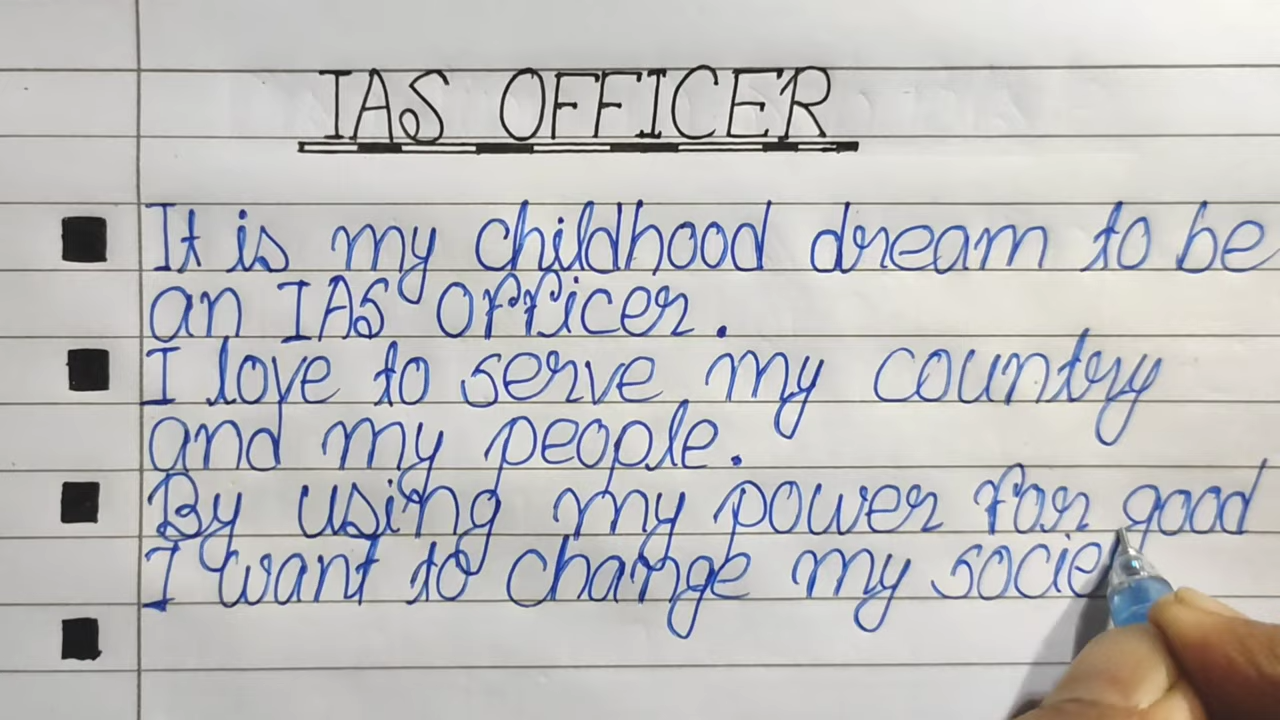 IAS OFFICER
It is my childhood dream to be
an IAS Officer.
I love to serve my country
and my people.
By using my power for good
I want to change my socie